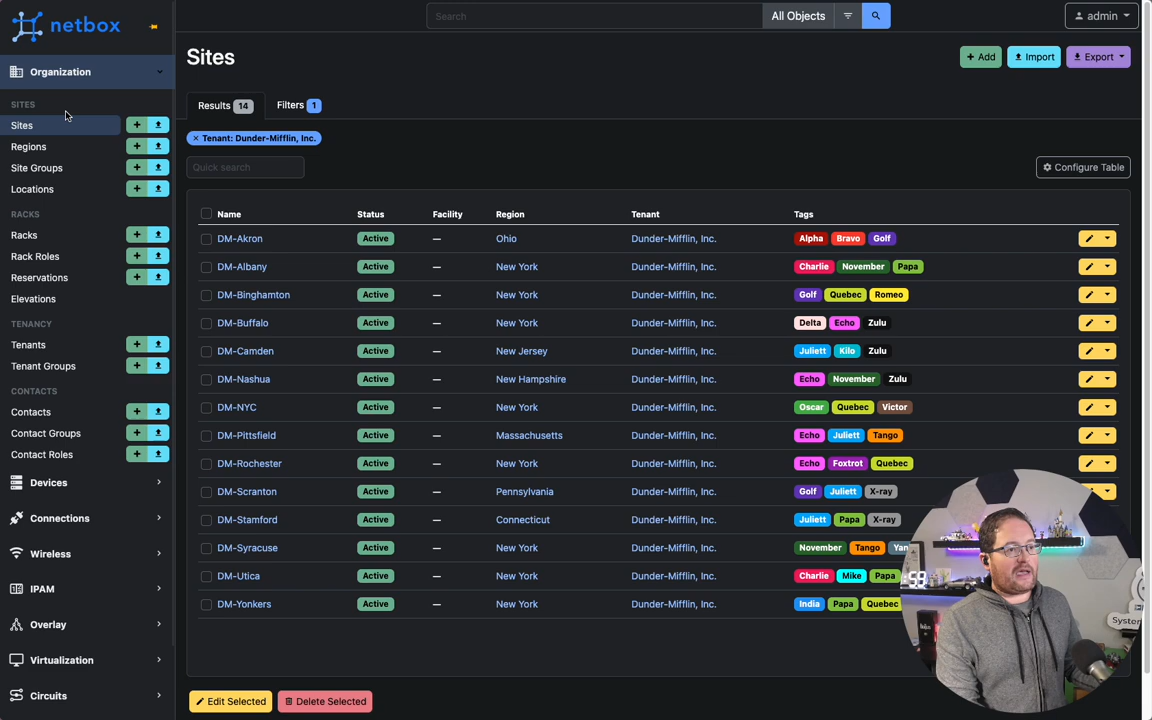 netbox
Search
All Objects
admin
Organization
SITES
Sites
Regions
Site Groups
Locations
RACKS
Racks
Rack Roles
Reservations
Elevations
TENANCY
Tenants
Tenant Groups
CONTACTS
Contacts
Contact Groups
Contact Roles
Devices
Connections
Wireless
IPAM
Overlay
Virtualization
Circuits
Sites
+ Add
Import
Export
Results 14
Filters 1
× Tenant: Dunder-Mifflin, Inc.
Quick search
Configure Table
Name Status Facility Region Tenant Tags
DM-Akron Active — Ohio Dunder-Mifflin, Inc. Alpha Bravo Golf
DM-Albany Active — New York Dunder-Mifflin, Inc. Charlie November Papa
DM-Binghamton Active — New York Dunder-Mifflin, Inc. Golf Quebec Romeo
DM-Buffalo Active — New York Dunder-Mifflin, Inc. Delta Echo Zulu
DM-Camden Active — New Jersey Dunder-Mifflin, Inc. Juliett Kilo Zulu
DM-Nashua Active — New Hampshire Dunder-Mifflin, Inc. Echo November Zulu
DM-NYC Active — New York Dunder-Mifflin, Inc. Oscar Quebec Victor
DM-Pittsfield Active — Massachusetts Dunder-Mifflin, Inc. Echo Juliett Tango
DM-Rochester Active — New York Dunder-Mifflin, Inc. Echo Foxtrot Quebec
DM-Scranton Active — Pennsylvania Dunder-Mifflin, Inc. Golf Juliett X-ray
DM-Stamford Active — Connecticut Dunder-Mifflin, Inc. Juliett Papa X-ray
DM-Syracuse Active — New York Dunder-Mifflin, Inc. November Tango Yan
DM-Utica Active — New York Dunder-Mifflin, Inc. Charlie Mike Papa
DM-Yonkers Active — New York Dunder-Mifflin, Inc. India Papa Quebec
:58
System
Edit Selected
Delete Selected